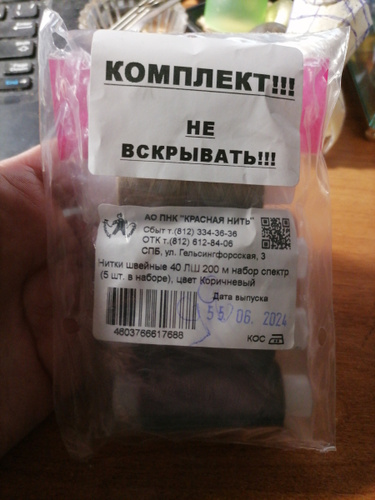 КОМПЛЕКТ!!!
НЕ
ВСКРЫВАТЬ!!!
АО ПНК "КРАСНАЯ НИТЬ"
Сбыт т.(812) 334-36-36
ОТК т.(812) 612-84-06
СПБ, ул. Гельсингфорсская, 3
Нитки швейные 40 ЛШ 200 м набор спектр
(5 шт. в наборе), цвет Коричневый
Дата выпуска
06. 2024
4603766617688
КОС